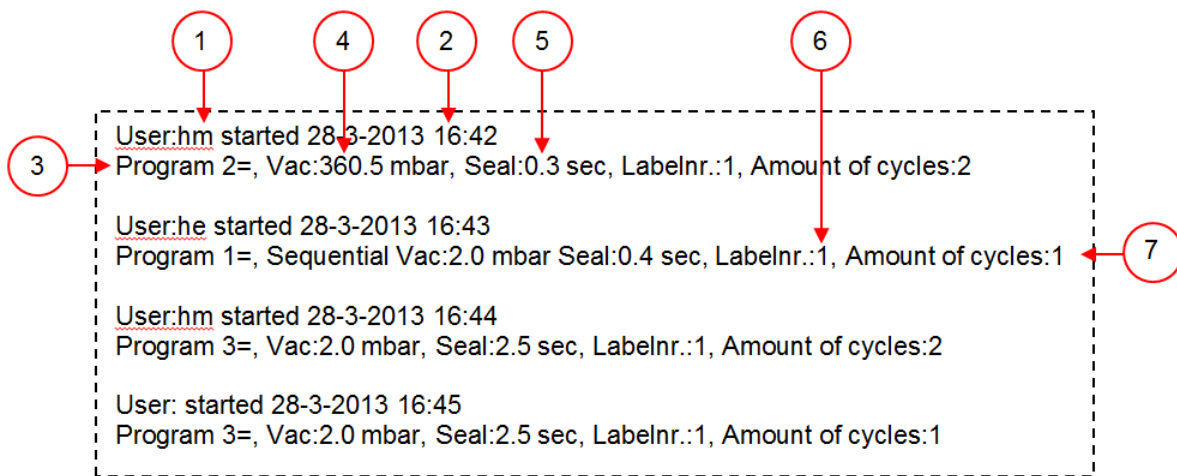 1
4
2
5
6
User:hm started 28-3-2013 16:42
3
Program 2=, Vac:360.5 mbar, Seal:0.3 sec, Labelnr.:1, Amount of cycles:2
User:he started 28-3-2013 16:43
Program 1=, Sequential Vac:2.0 mbar Seal:0.4 sec, Labelnr.:1, Amount of cycles:1
7
User:hm started 28-3-2013 16:44
Program 3=, Vac:2.0 mbar, Seal:2.5 sec, Labelnr.:1, Amount of cycles:2
User: started 28-3-2013 16:45
Program 3=, Vac:2.0 mbar, Seal:2.5 sec, Labelnr.:1, Amount of cycles:1